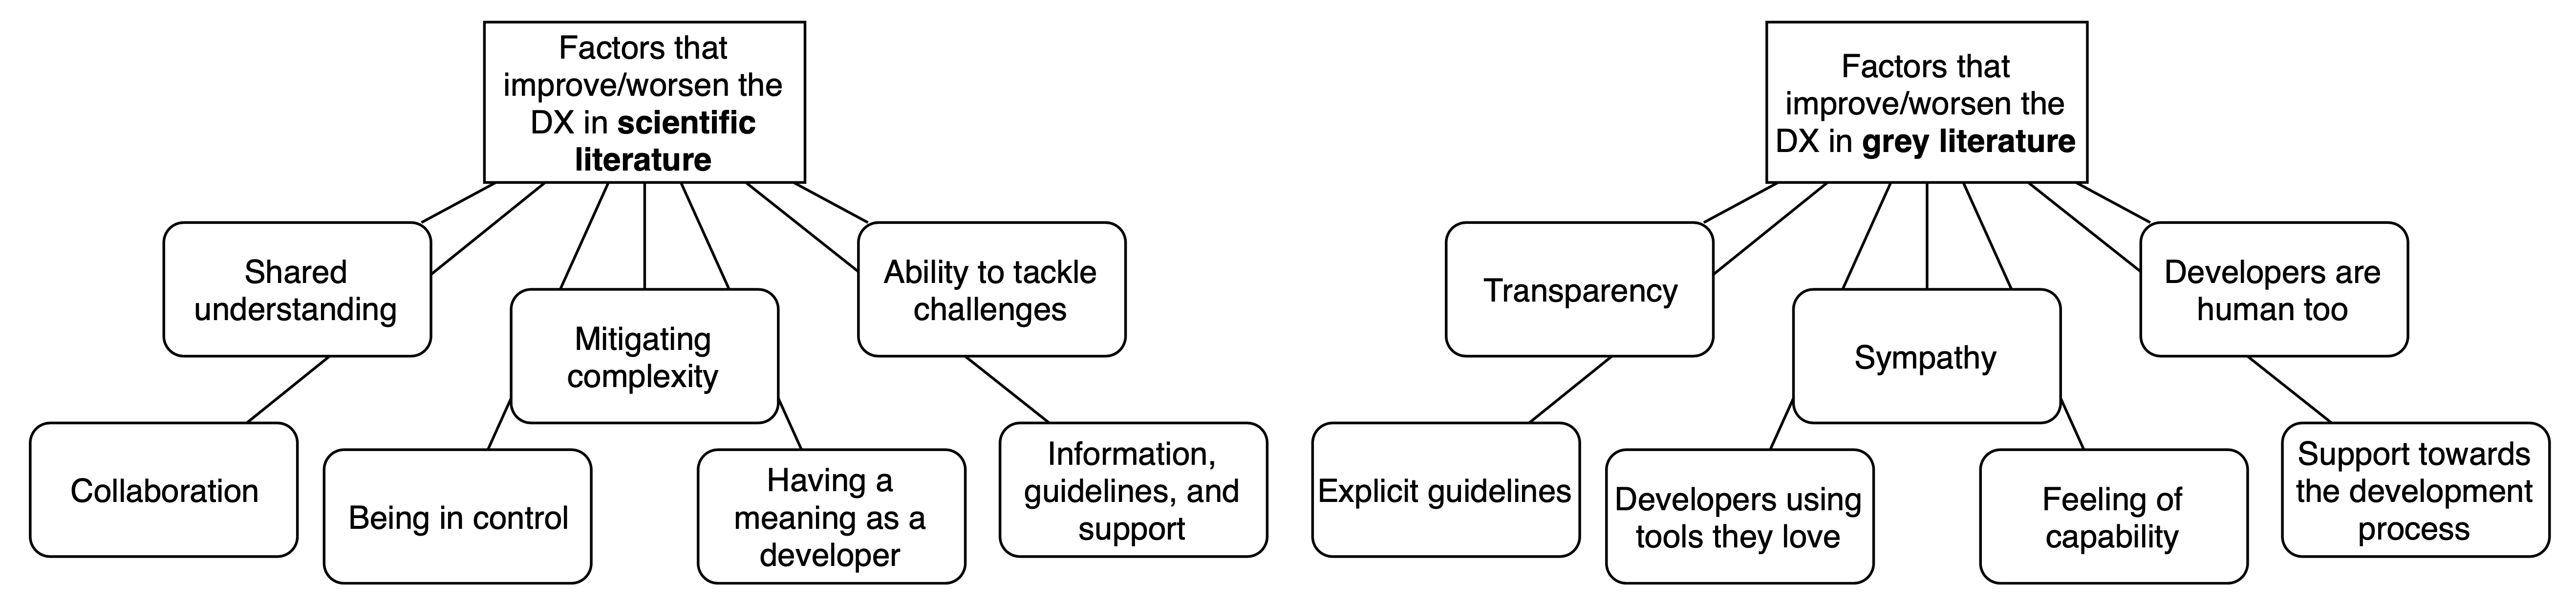 Factors that
improve/worsen the
DX in scientific
literature
Shared
understanding
Mitigating
complexity
Ability to tackle
challenges
Collaboration
Being in control
Having a
meaning as a
developer
Information,
guidelines, and
support
Factors that
improve/worsen the
DX in grey literature
Transparency
Sympathy
Developers are
human too
Explicit guidelines
Developers using
tools they love
Feeling of
capability
Support towards
the development
process